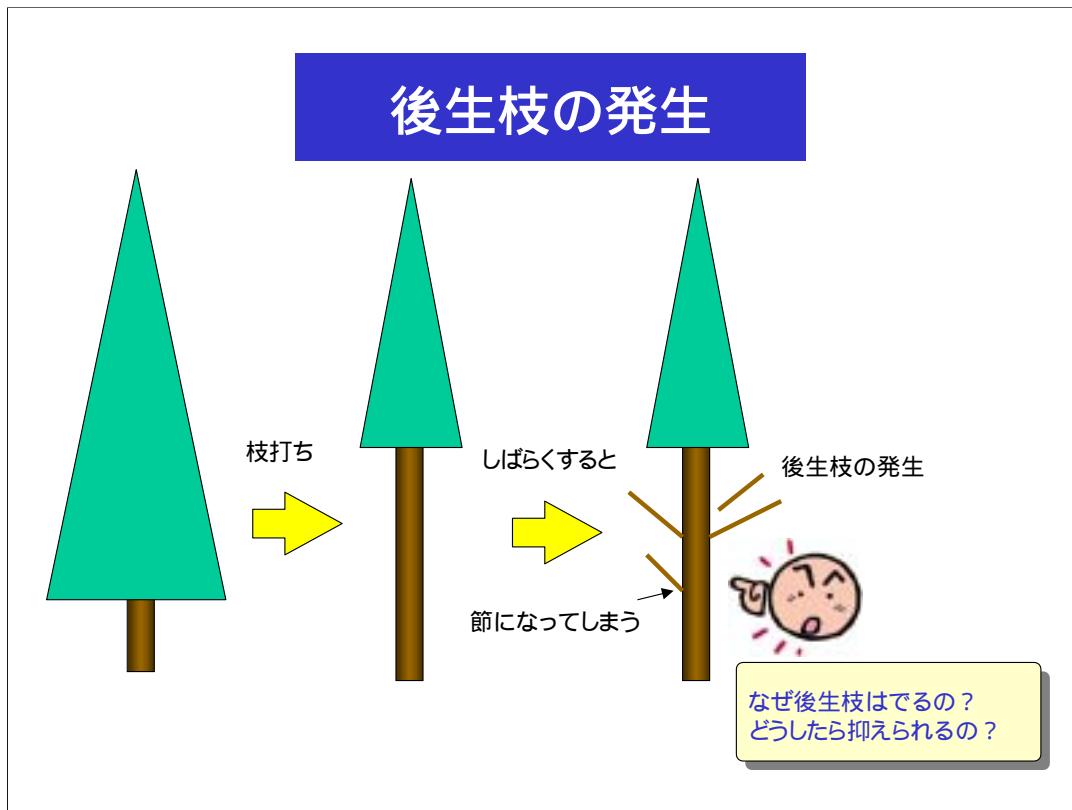 後生枝の発生
枝打ち
しばらくすると
後生枝の発生
節になってしまう
なぜ後生枝はでるの？
どうしたら抑えられるの？